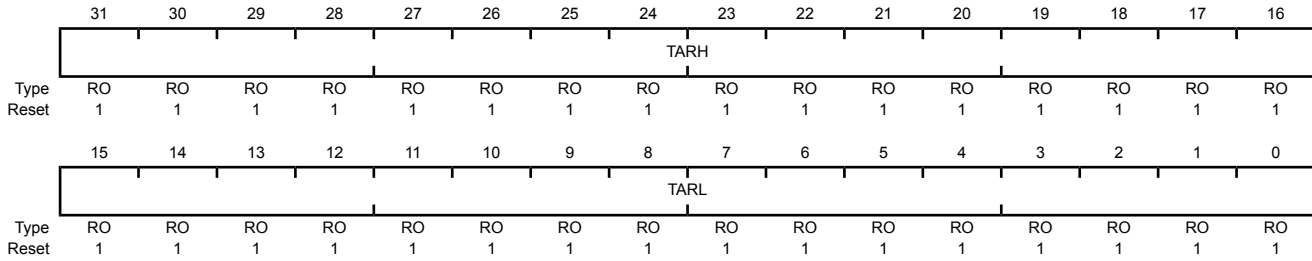 31 30 29 28 27 26 25 24 23 22 21 20 19 18 17 16
TARH
Type RO RO RO RO RO RO RO RO RO RO RO RO RO RO RO RO
Reset 1 1 1 1 1 1 1 1 1 1 1 1 1 1 1 1
15 14 13 12 11 10 9 8 7 6 5 4 3 2 1 0
TARL
Type RO RO RO RO RO RO RO RO RO RO RO RO RO RO RO RO
Reset 1 1 1 1 1 1 1 1 1 1 1 1 1 1 1 1